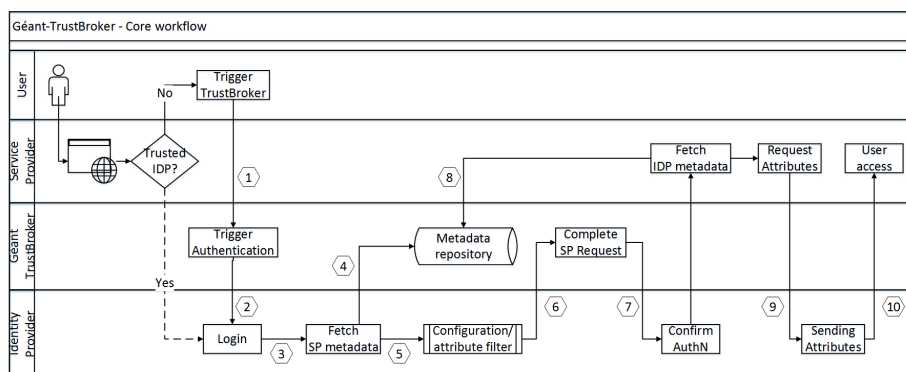 Géant-TrustBroker - Core workflow
User
Trigger
TrustBroker
No
Service
Provider
Trusted
IDP?
1
8
Fetch
IDP metadata
Request
Attributes
User
access
Géant
TrustBroker
Trigger
Authentication
Metadata
repository
Complete
SP Request
4
Yes
2
6
7
9
10
Identity
Provider
Login
3
Fetch
SP metadata
5
Configuration/
attribute filter
Confirm
AuthN
Sending
Attributes